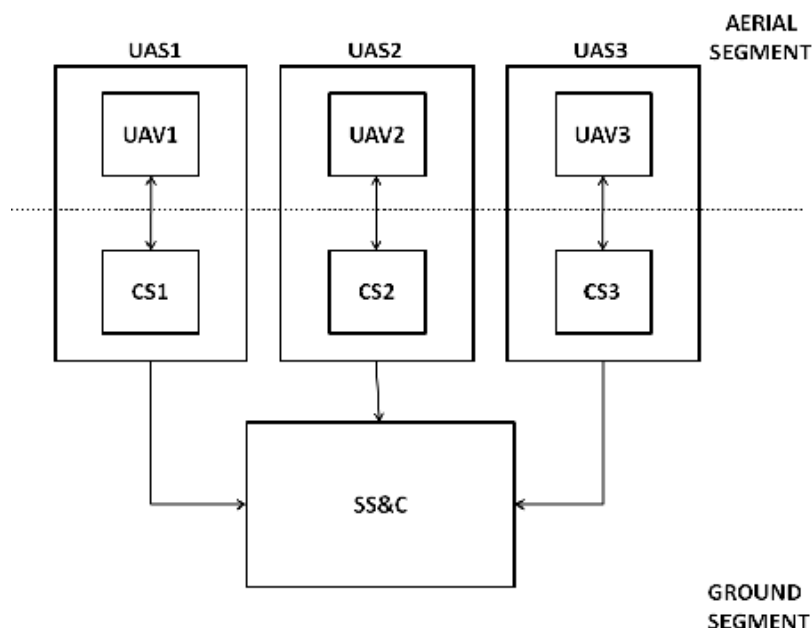 AERIAL
SEGMENT
UAS1 UAS2 UAS3
UAV1 UAV2 UAV3
CS1 CS2 CS3
SS&C
GROUND
SEGMENT